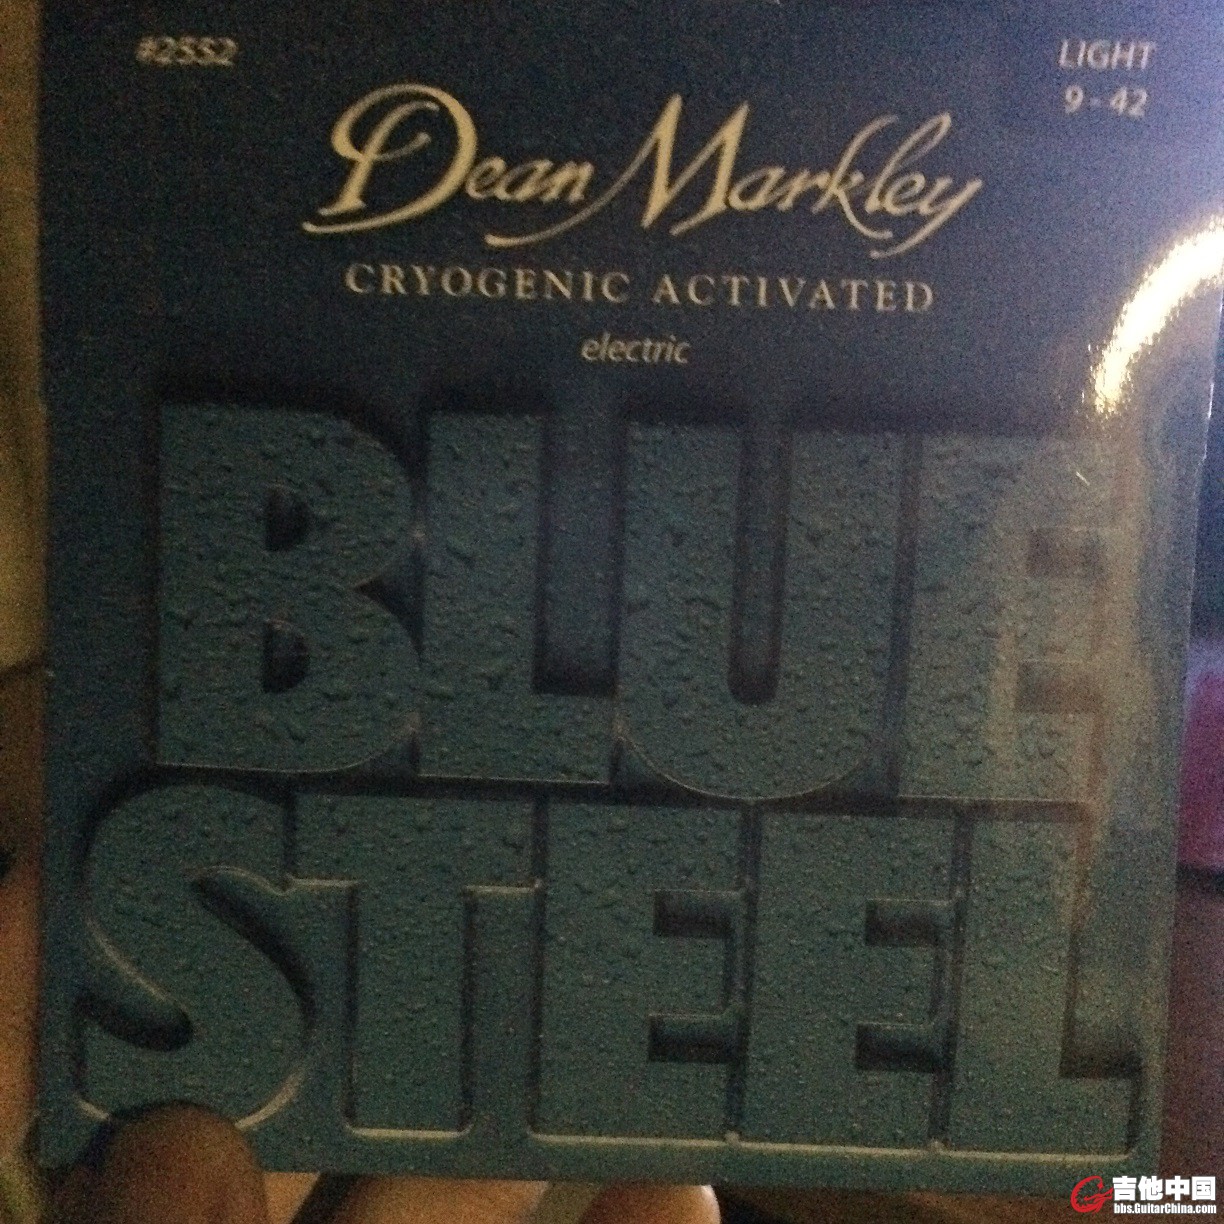 #2552
LIGHT
9 - 42
Dean Markley
CRYOGENIC ACTIVATED
electric
BLUE
STEEL
吉他中国
bbs.GuitarChina.com